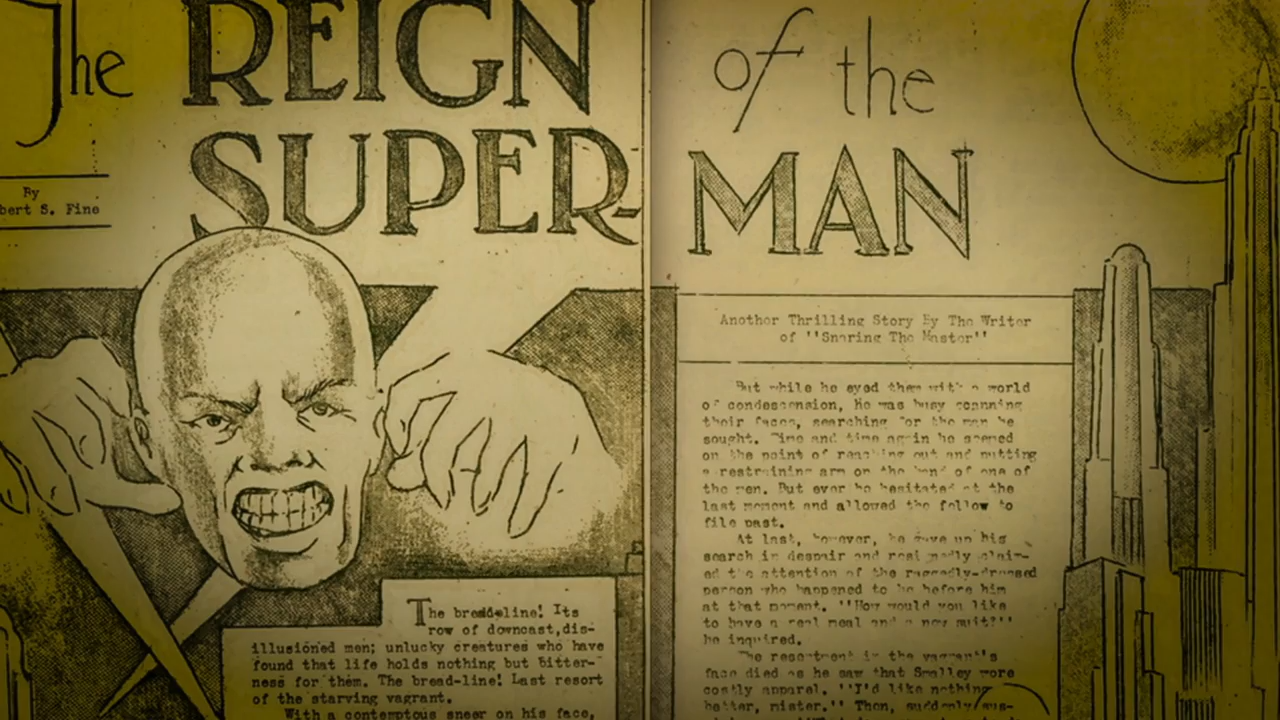 The REIGN of the
SUPER-MAN
By
bert S. Fine
The breadline! Its
row of downcast,dis-
illusioned men; unlucky creatures who have
found that life holds nothing but bitter-
ness for them. The bread-line! Last resort
of the starving vagrant.
With a contemptuous sneer on his face,
Another Thrilling Story By The Writer
of "Snaring The Master"
But while he eyed them with a world
of condescension, he was busy scanning
their faces, searching for the man he
sought. Time and time again he seemed
on the point of reaching out and putting
a restraining arm on the of one of
the men. But ever he hesitated at the
last moment and allowed the fellow to
file past.
At last, however, he gave up his
search in despair and resignedly claim-
ed the attention of the raggedly-dressed
person who happened to be before him
at that moment. "How would you like
to have a real meal and a new suit?"
he inquired.
The resentment in the vagrant's
face died as he saw that Smalley wore
costly apparel. "I'd like nothing
better, mister." Then, suddenly sus-